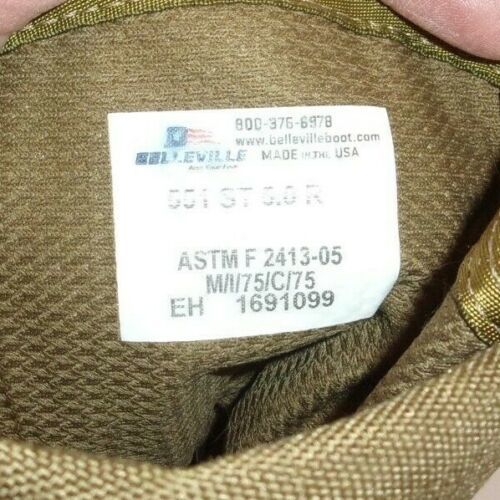 800-376-6978
www.bellevilleboot.com
BELLEVILLE MADE IN THE USA
551 ST 5.0 R
ASTM F 2413-05
M/I/75/C/75
EH 1691099